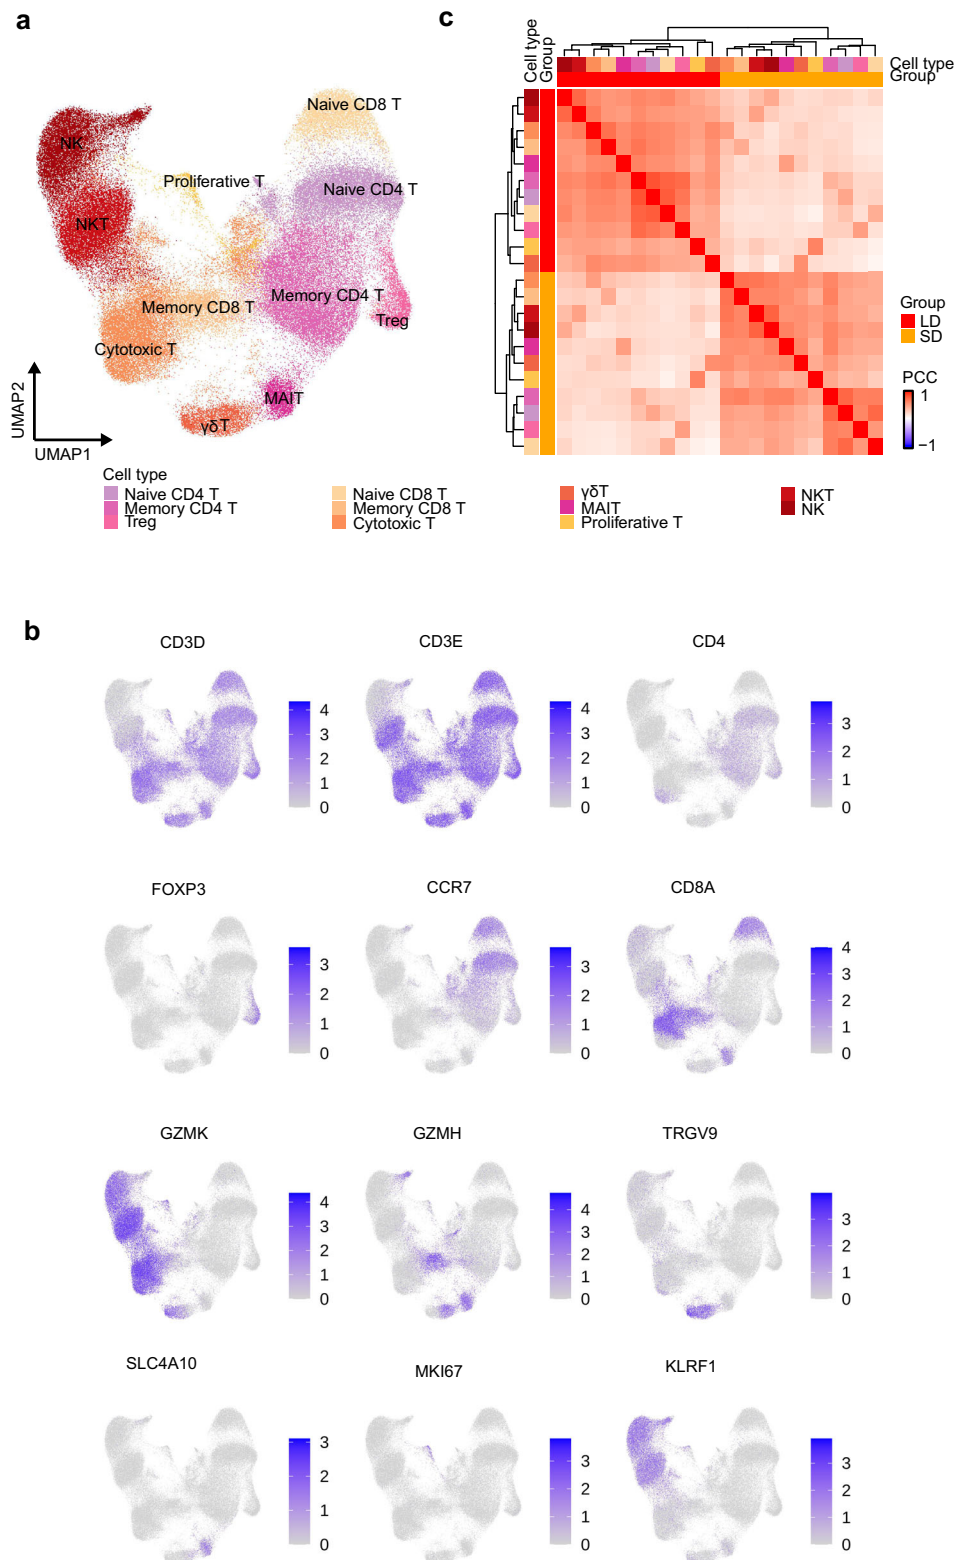 a
NK
NKT
Proliferative T
Naive CD8 T
Naive CD4 T
Memory CD8 T
Memory CD4 T
Treg
Cytotoxic T
MAIT
γδT
UMAP2
UMAP1
Cell type
Naive CD4 T
Memory CD4 T
Treg
Naive CD8 T
Memory CD8 T
Cytotoxic T
γδT
MAIT
Proliferative T
NKT
NK
c
Cell type
Group
Cell type
Group
Group
LD
SD
PCC
1
−1
b
CD3D
4
3
2
1
0
CD3E
4
3
2
1
0
CD4
3
2
1
0
FOXP3
3
2
1
0
CCR7
3
2
1
0
CD8A
4
3
2
1
0
GZMK
4
3
2
1
0
GZMH
4
3
2
1
0
TRGV9
3
2
1
0
SLC4A10
3
2
1
0
MKI67
3
2
1
0
KLRF1
3
2
1
0